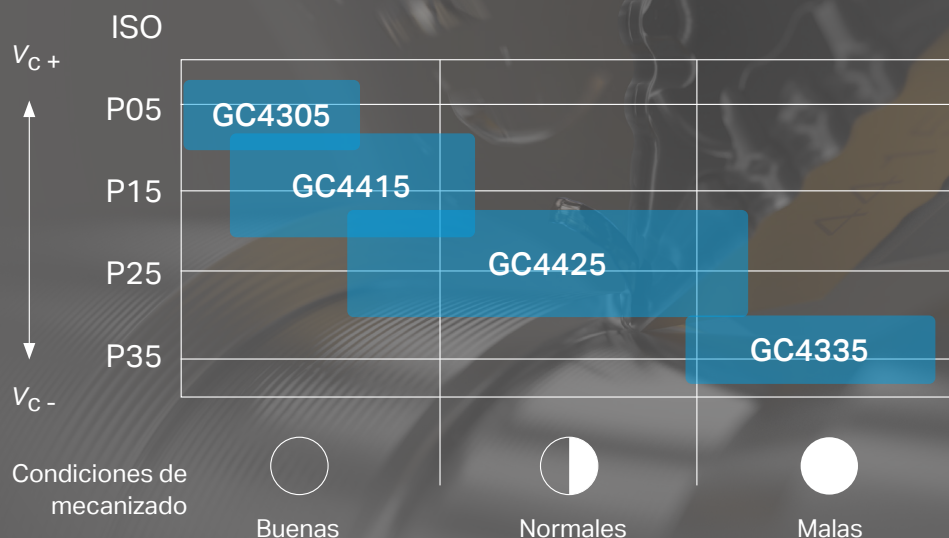 ISO
Vc +
P05
GC4305
P15
GC4415
P25
GC4425
P35
GC4335
Vc -
Condiciones de
mecanizado
Buenas
Normales
Malas